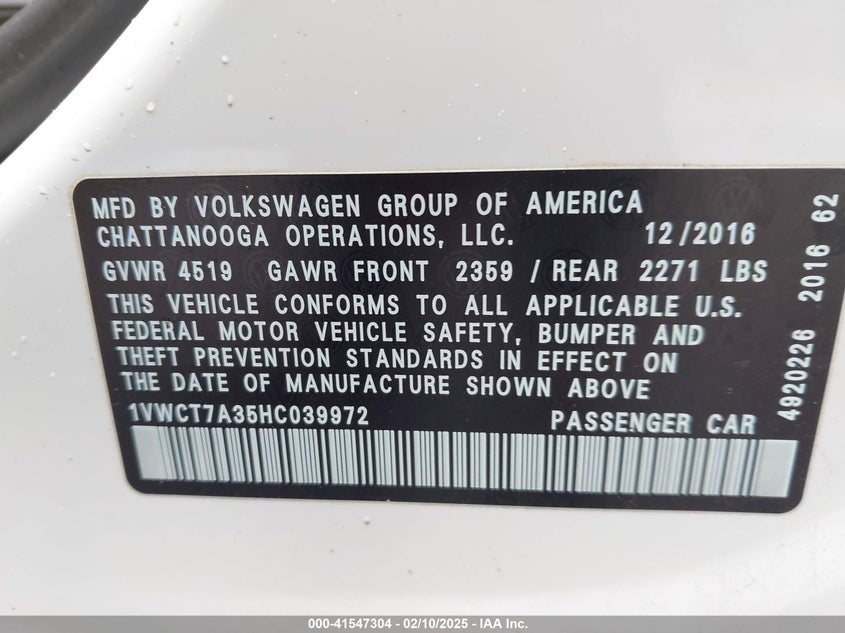 MFD BY VOLKSWAGEN GROUP OF AMERICA
CHATTANOOGA OPERATIONS, LLC. 12/2016
GVWR 4519 GAWR FRONT 2359 / REAR 2271 LBS
THIS VEHICLE CONFORMS TO ALL APPLICABLE U.S.
FEDERAL MOTOR VEHICLE SAFETY, BUMPER AND
THEFT PREVENTION STANDARDS IN EFFECT ON
THE DATE OF MANUFACTURE SHOWN ABOVE
1VWCT7A35HC039972 PASSENGER CAR
4920226 2016 62
000-41547304 - 02/10/2025 - IAA Inc.